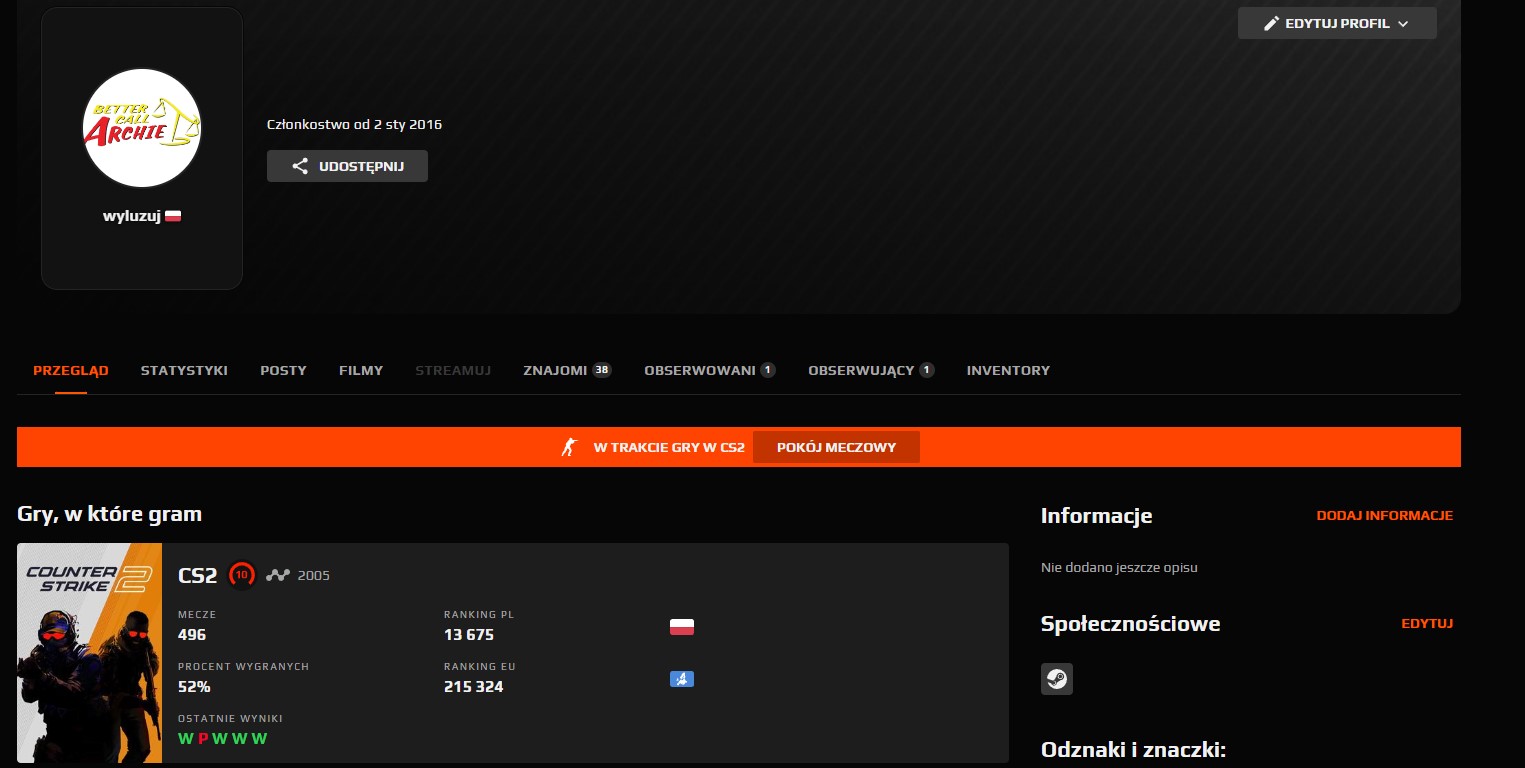 EDYTUJ PROFIL
BETTER
CALL
ARCHIE
Członkostwo od 2 sty 2016
UDOSTĘPNIJ
wyluzuj
PRZEGLĄD STATYSTYKI POSTY FILMY STREAMUJ ZNAJOMI 38 OBSERWOWANI 1 OBSERWUJĄCY 1 INVENTORY
W TRAKCIE GRY W CS2 POKÓJ MECZOWY
Gry, w które gram
COUNTER
STRIKE 2
CS2 10 2005
MECZE RANKING PL
496 13 675
PROCENT WYGRANYCH RANKING EU
52% 215 324
OSTATNIE WYNIKI
W P W W W
Informacje DODAJ INFORMACJE
Nie dodano jeszcze opisu
Społecznościowe EDYTUJ
Odznaki i znaczki: